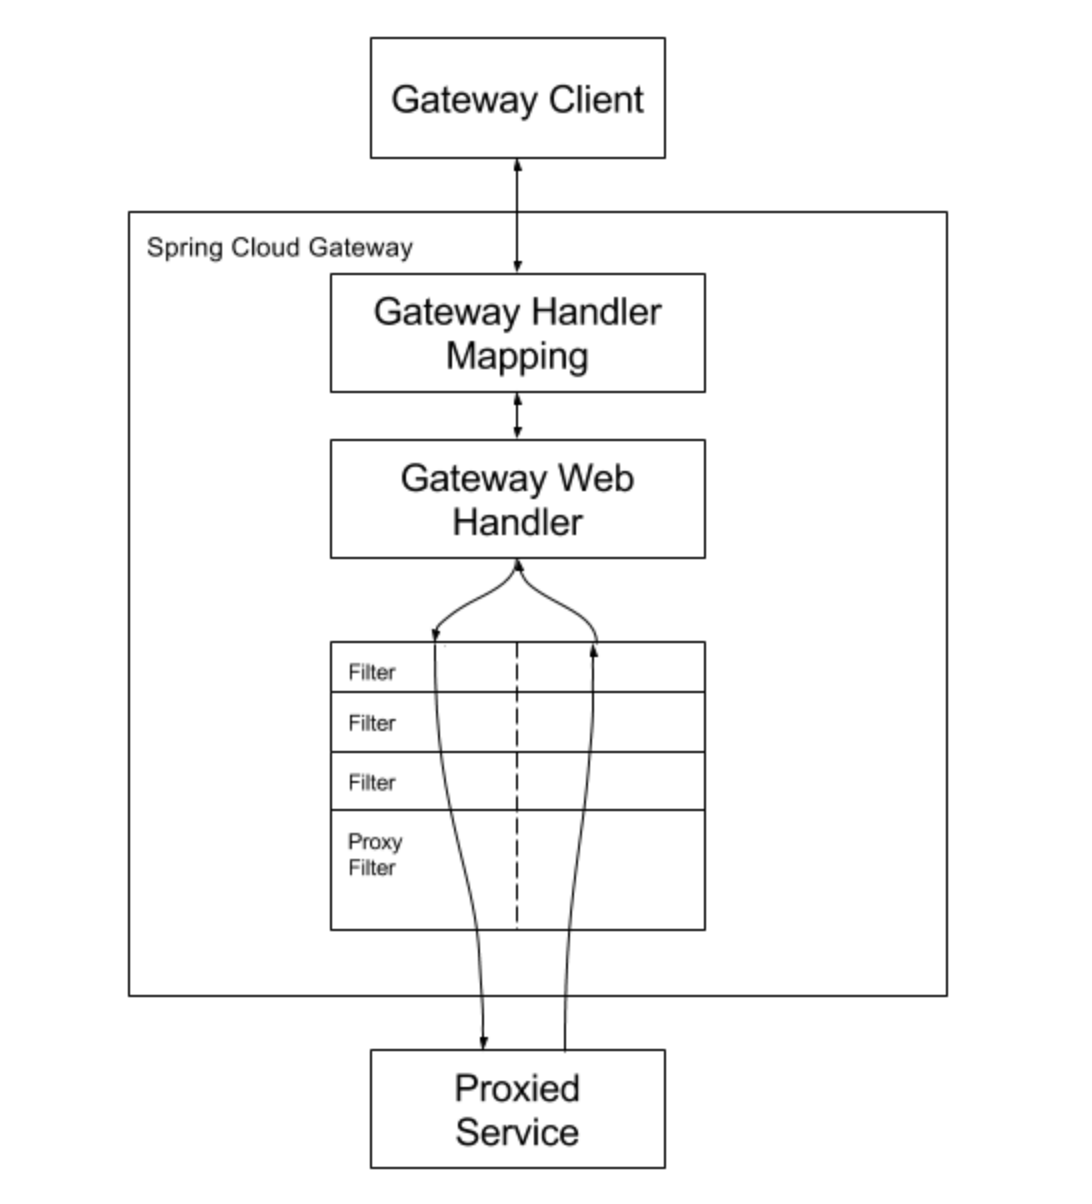 Gateway Client
Spring Cloud Gateway
Gateway Handler
Mapping
Gateway Web
Handler
Filter
Filter
Filter
Proxy
Filter
Proxied
Service